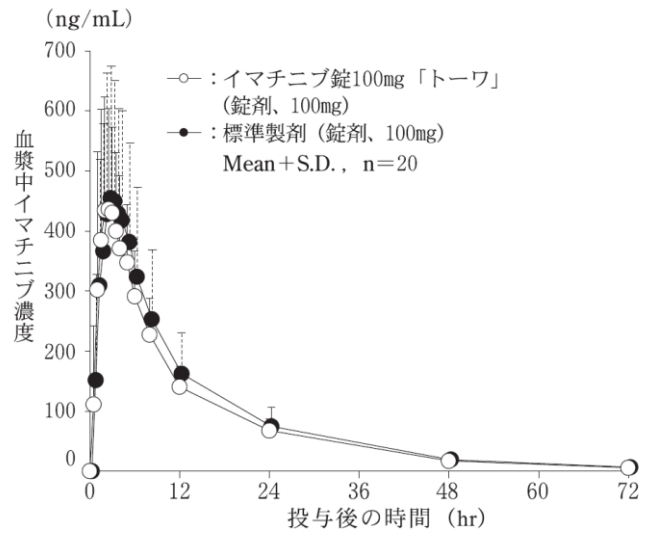 (ng/mL)
700
600
500
400
300
200
100
0
血漿中イマチニブ濃度
—○—：イマチニブ錠100mg「トーワ」
(錠剤、100mg)
—●—：標準製剤 (錠剤、100mg)
Mean＋S.D.，n＝20
0 12 24 36 48 60 72
投与後の時間 (hr)